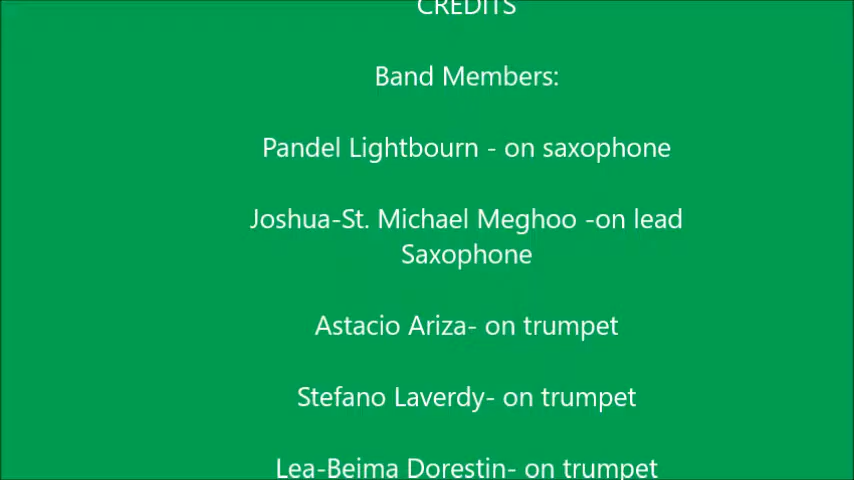 CREDITS
Band Members:
Pandel Lightbourn - on saxophone
Joshua-St. Michael Meghoo -on lead
Saxophone
Astacio Ariza- on trumpet
Stefano Laverdy- on trumpet
Lea-Beima Dorestin- on trumpet